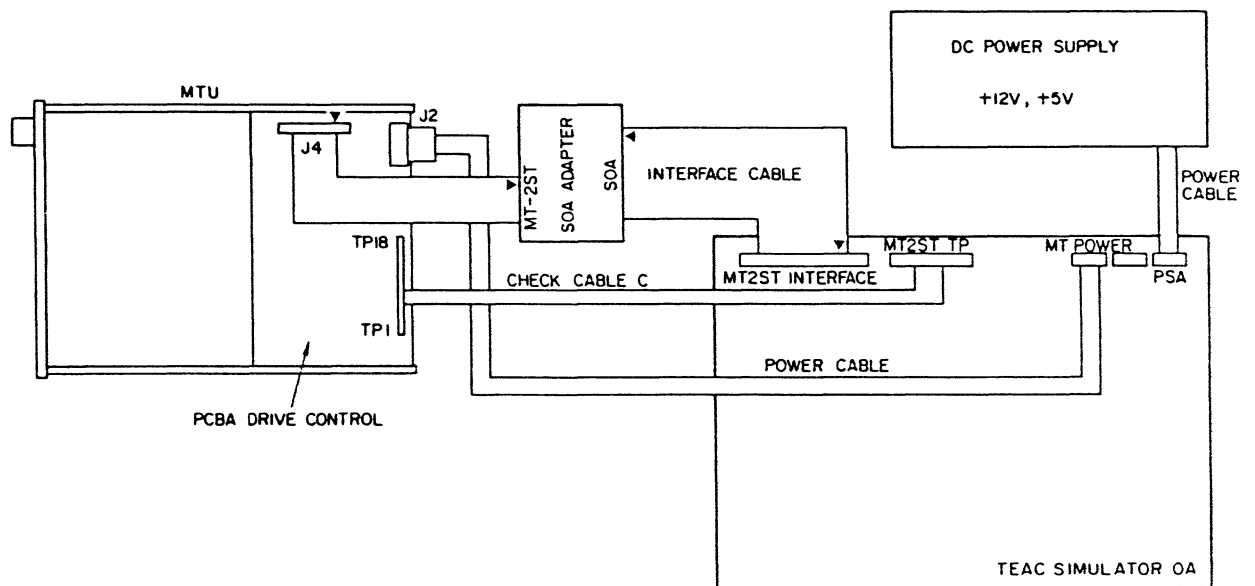 DC POWER SUPPLY
+12V, +5V
MTU
J2
J4
MT-2ST
SOA ADAPTER
SOA
INTERFACE CABLE
POWER
CABLE
TP18
MT2ST TP
MT POWER
MT2ST INTERFACE
PSA
CHECK CABLE C
TP1
POWER CABLE
PCBA DRIVE CONTROL
TEAC SIMULATOR OA